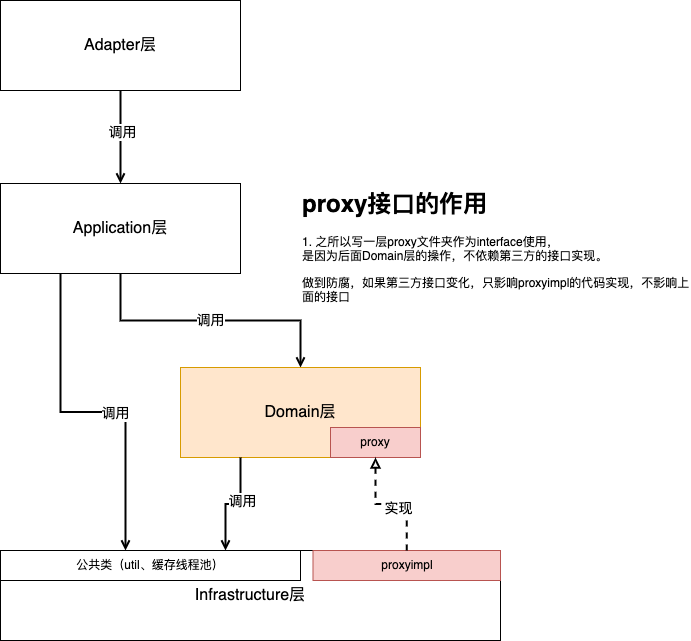 Adapter层
调用
Application层
proxy接口的作用
1. 之所以写一层proxy文件夹作为interface使用，
是因为后面Domain层的操作，不依赖第三方的接口实现。
做到防腐，如果第三方接口变化，只影响proxyimpl的代码实现，不影响上
面的接口
调用
Domain层
调用
proxy
调用
实现
公共类（util、缓存线程池）
proxyimpl
Infrastructure层